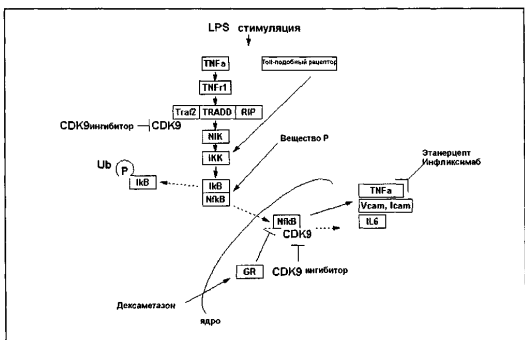 LPS стимуляция
TNFa
Toll-подобный рецептор
TNFr1
Traf2 TRADD RIP
CDK9ингибитор CDK9
NIK
IKK
Вещество P
Этанерцепт
Инфликсимаб
Ub
P
IkB
IkB
NfkB
TNFa
Vcam, Icam
IL6
NfkB
CDK9
GR
CDK9 ингибитор
Дексаметазон
ядро